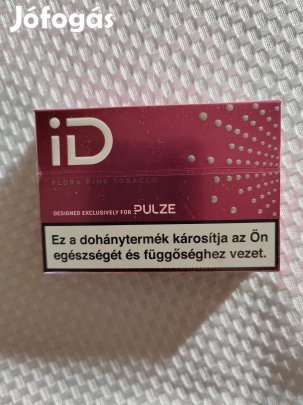 Jófogás
iD
FLORA PINK TOBACCO
DESIGNED EXCLUSIVELY FOR PULZE
Ez a dohánytermék károsítja az Ön
egészségét és függőséghez vezet.